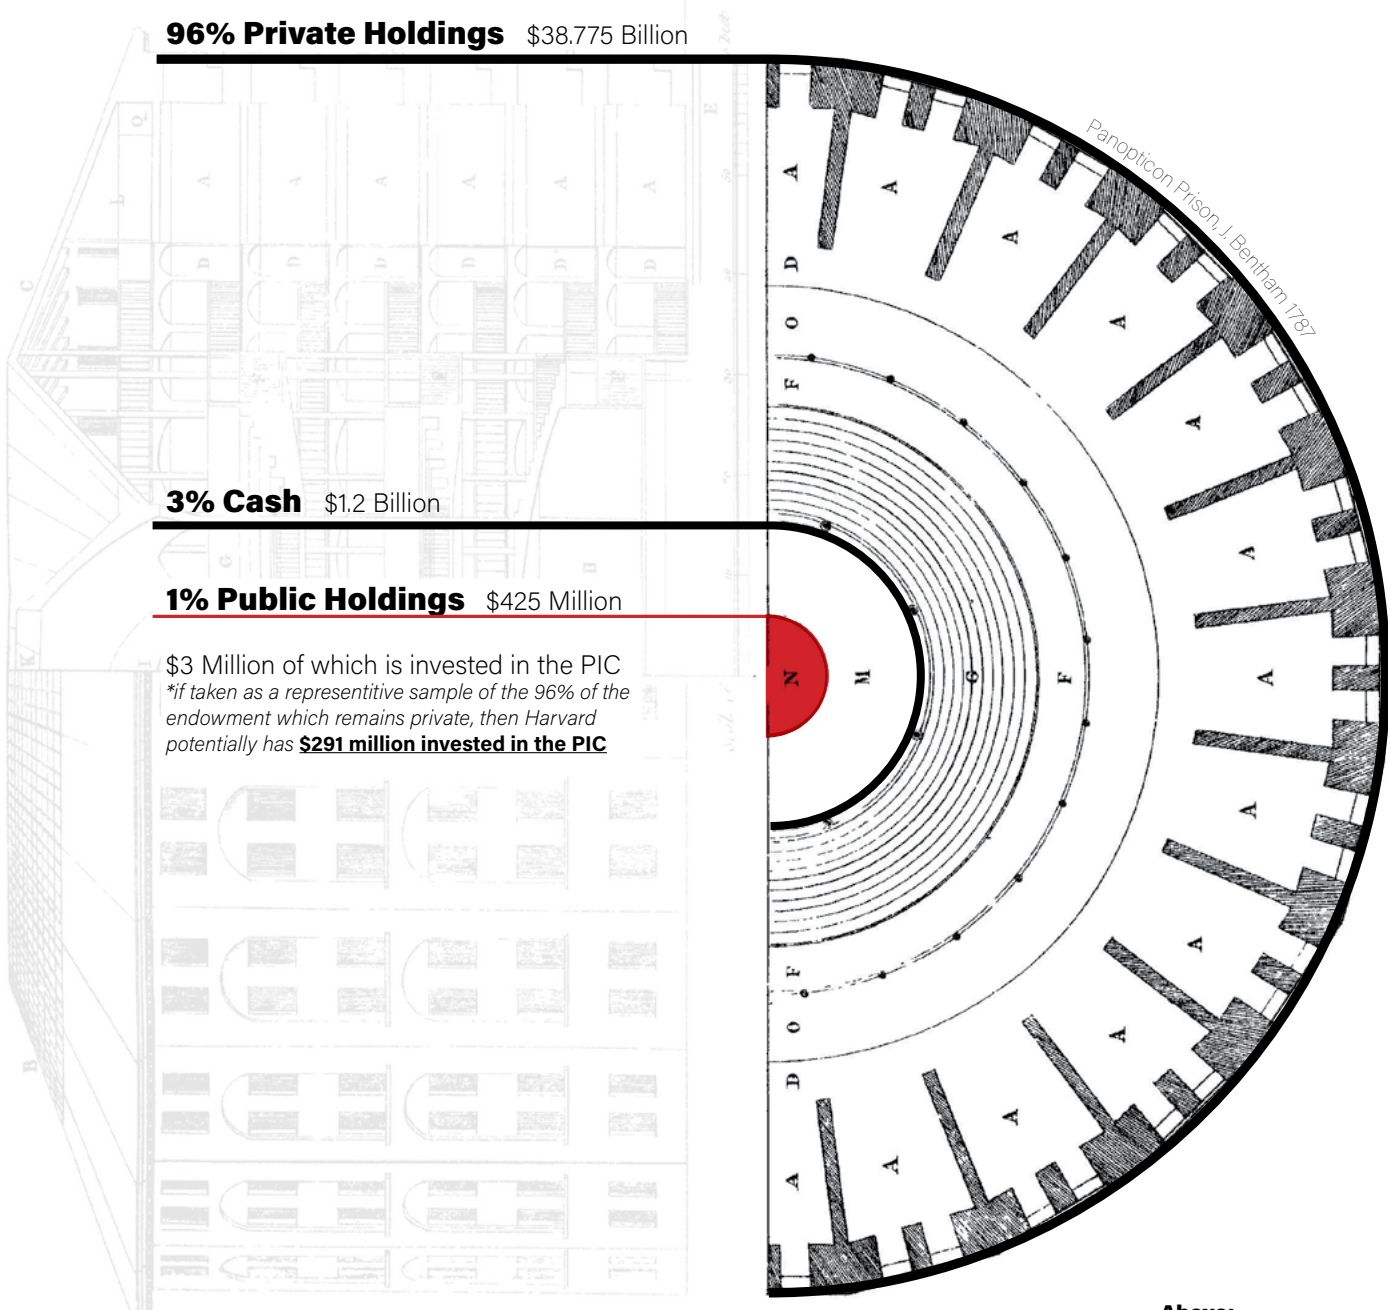 96% Private Holdings $38.775 Billion
Panopticon Prison, J. Bentham 1787
3% Cash $1.2 Billion
1% Public Holdings $425 Million
$3 Million of which is invested in the PIC
*if taken as a representitive sample of the 96% of the
endowment which remains private, then Harvard
potentially has $291 million invested in the PIC
A
A
A
A
A
A
A
A
A
A
A
A
A
D
O
F
N M G F
F
O
D
Q
L
C
E
A A A A A A
D D D D D D
G
H
K
I
B
Above: